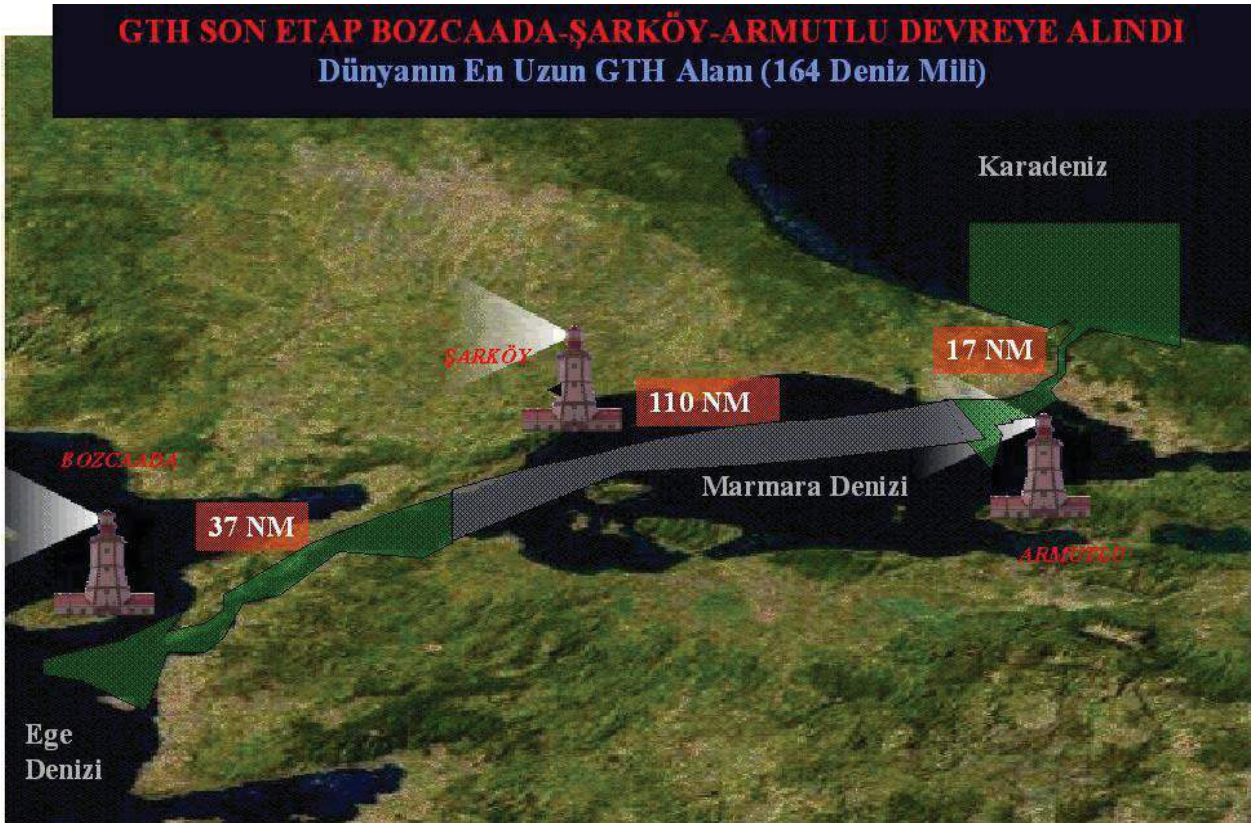 GTH SON ETAP BOZCAADA-ŞARKÖY-ARMUTLU DEVREYE ALINDI
Dünyanın En Uzun GTH Alanı (164 Deniz Mili)
Karadeniz
17 NM
ŞARKÖY
110 NM
BOZCAADA
Marmara Denizi
37 NM
ARMUTLU
Ege
Denizi